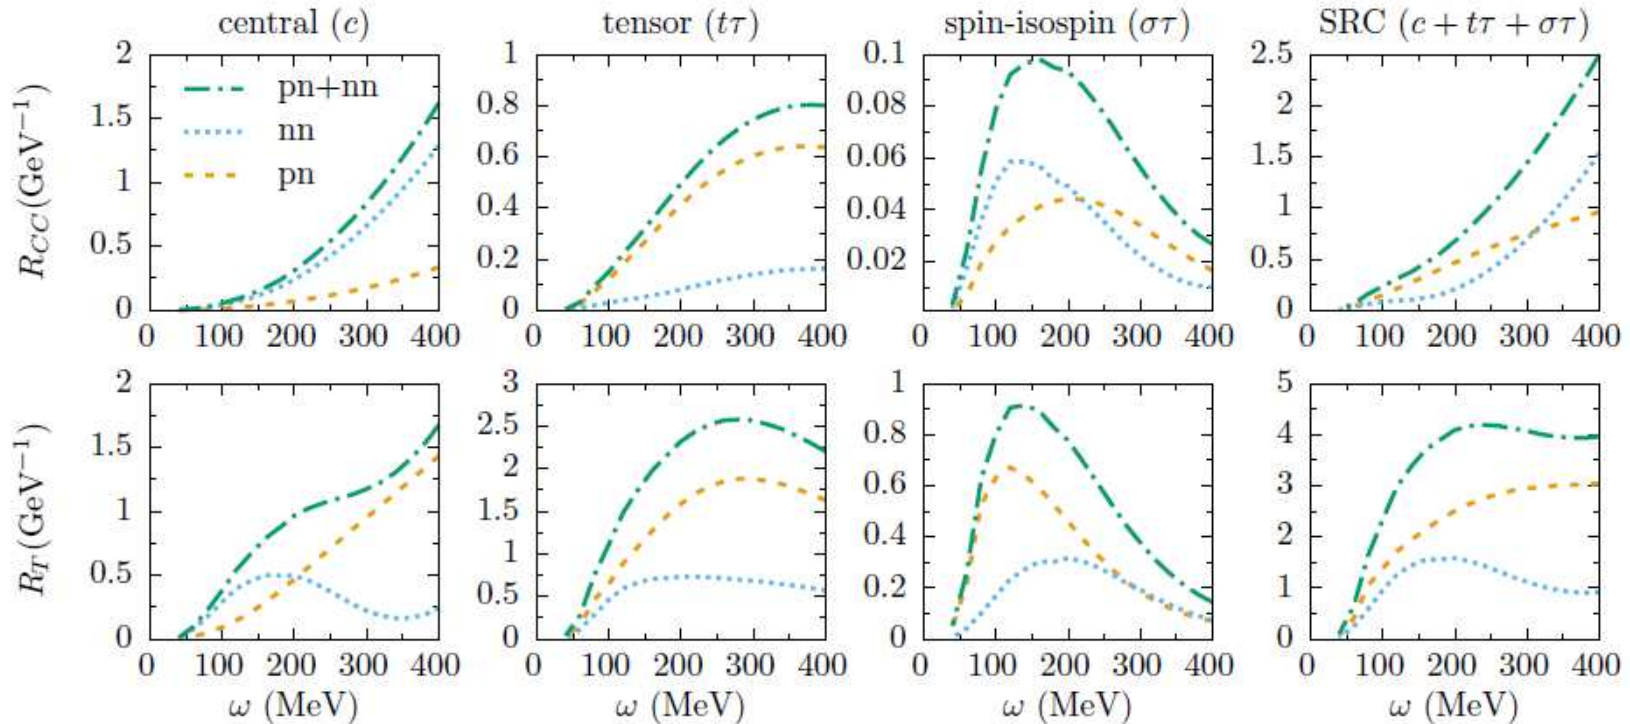 central (c) tensor (tτ) spin-isospin (στ) SRC (c + tτ + στ)
R_CC(GeV⁻¹)
2
1.5
1
0.5
0
pn+nn
nn
pn
0 100 200 300 400
1
0.8
0.6
0.4
0.2
0
0 100 200 300 400
0.1
0.08
0.06
0.04
0.02
0 100 200 300 400
2.5
2
1.5
1
0.5
0
0 100 200 300 400
R_T(GeV⁻¹)
2
1.5
1
0.5
0
0 100 200 300 400
ω (MeV)
3
2.5
2
1.5
1
0.5
0
0 100 200 300 400
ω (MeV)
1
0.8
0.6
0.4
0.2
0
0 100 200 300 400
ω (MeV)
5
4
3
2
1
0
0 100 200 300 400
ω (MeV)